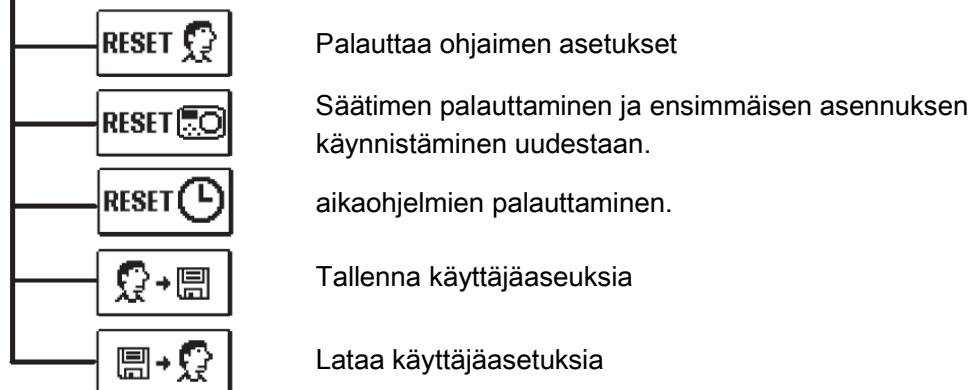 RESET Palauttaa ohjaimen asetukset
RESET Säätimen palauttaminen ja ensimmäisen asennuksen
käynnistäminen uudestaan.
RESET aikaohjelmien palauttaminen.
Tallenna käyttäjäaseuksia
Lataa käyttäjäasetuksia